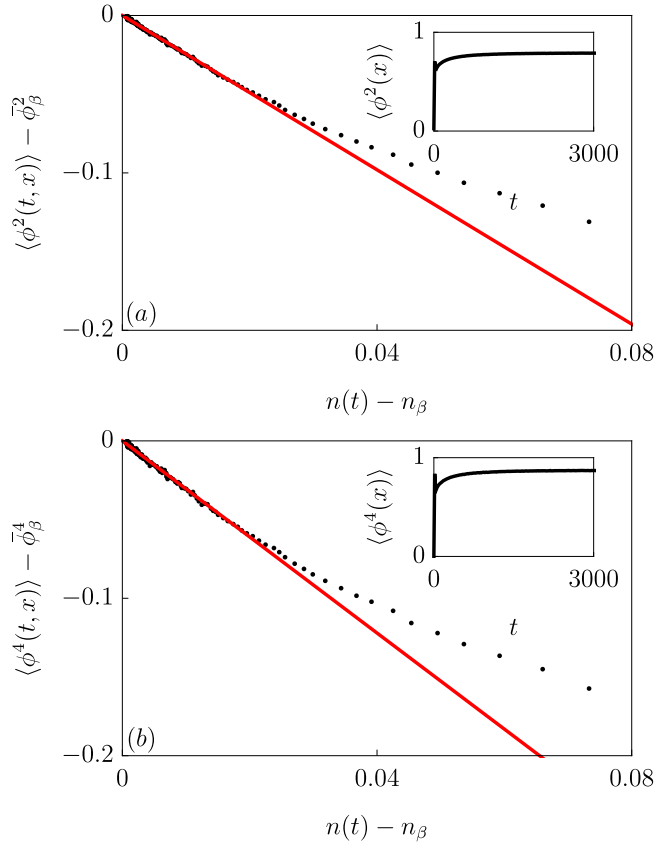 0
−0.1
−0.2
⟨ϕ²(t, x)⟩ − ϕ̄²_β
1
0
⟨ϕ²(x)⟩
0 3000
t
(a)
0 0.04 0.08
n(t) − n_β
0
−0.1
−0.2
⟨ϕ⁴(t, x)⟩ − ϕ̄⁴_β
1
0
⟨ϕ⁴(x)⟩
0 3000
t
(b)
0 0.04 0.08
n(t) − n_β